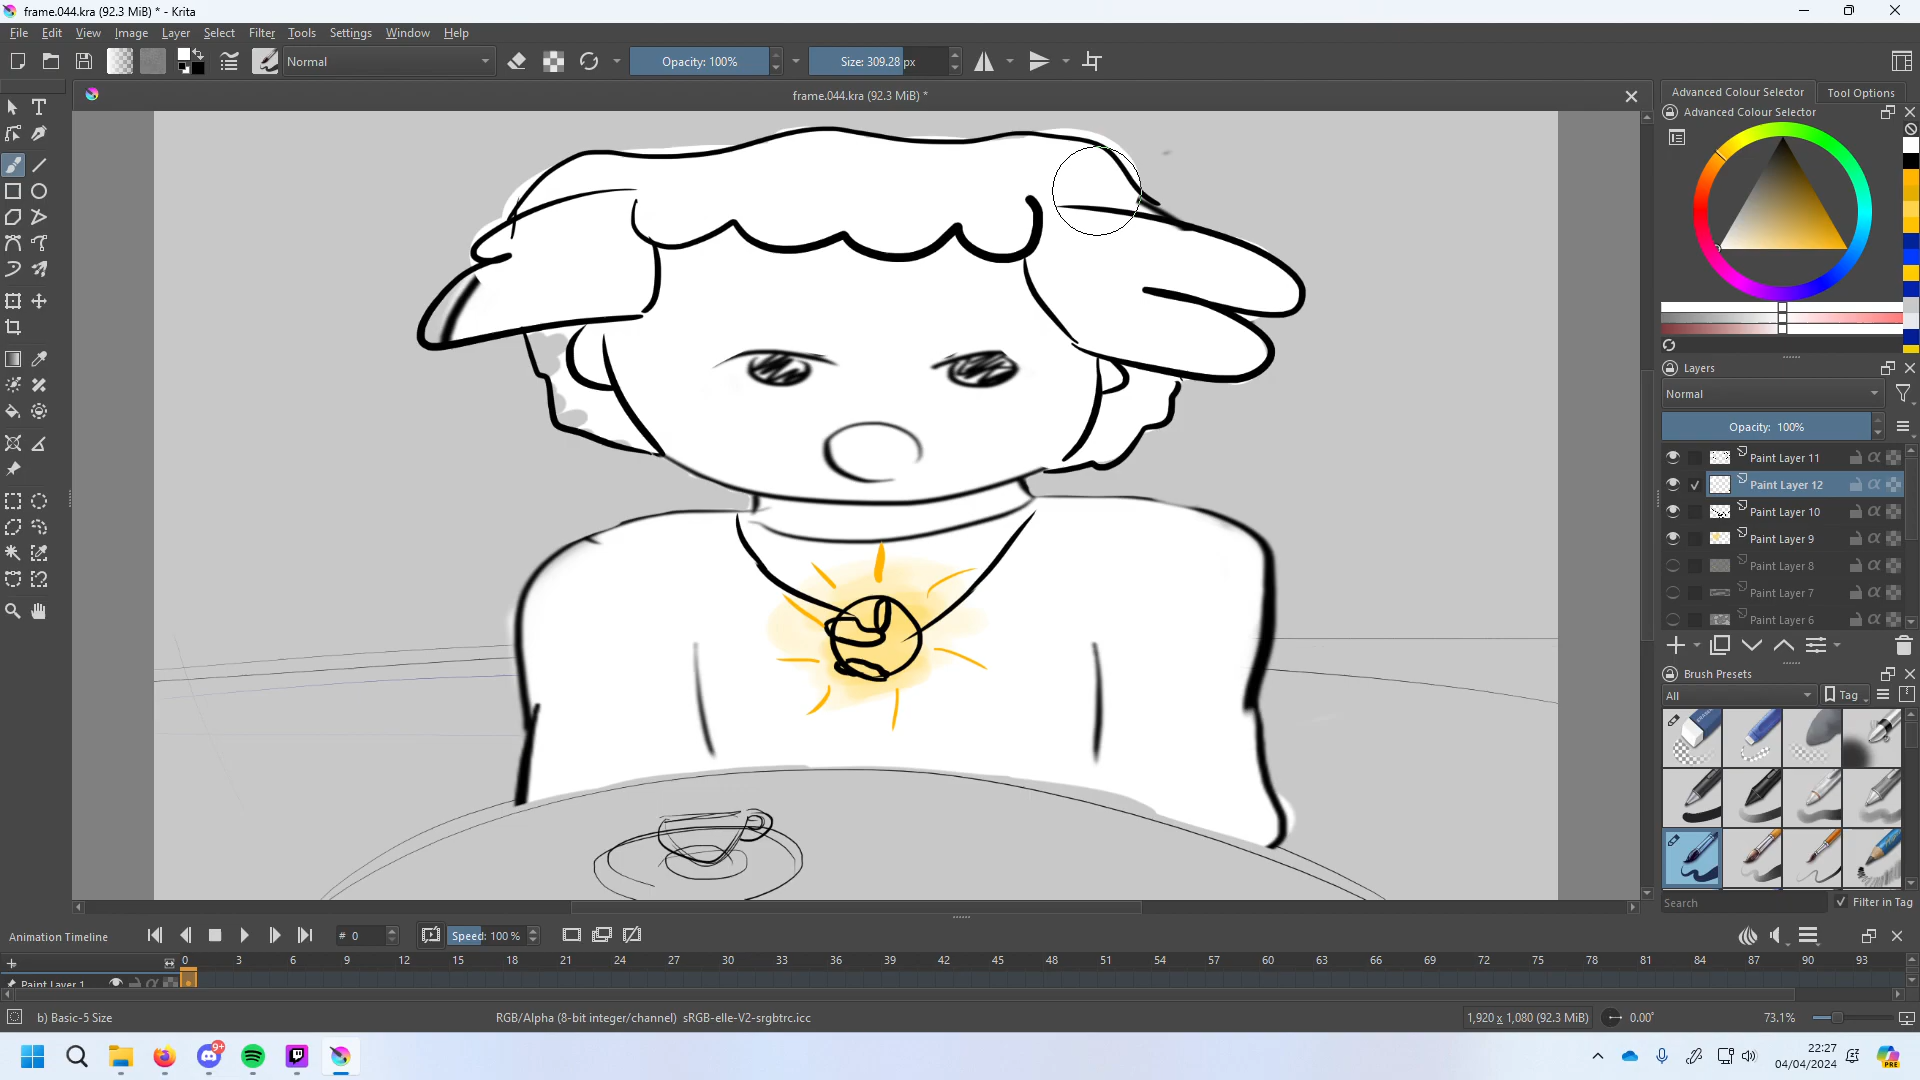 frame.044.kra (92.3 MiB) * - Krita
File Edit View Image Layer Select Filter Tools Settings Window Help
Normal
Opacity: 100%
Size: 309.28 px
frame.044.kra (92.3 MiB) *
Advanced Colour Selector
Tool Options
Advanced Colour Selector
Layers
Normal
Opacity: 100%
Paint Layer 11
Paint Layer 12
Paint Layer 10
Paint Layer 9
Paint Layer 8
Paint Layer 7
Paint Layer 6
Brush Presets
All
Tag
Search
Filter in Tag
Animation Timeline
# 0
Speed: 100 %
0 3 6 9 12 15 18 21 24 27 30 33 36 39 42 45 48 51 54 57 60 63 66 69 72 75 78 81 84 87 90 93
Paint Layer 1
b) Basic-5 Size
RGB/Alpha (8-bit integer/channel) sRGB-elle-V2-srgbtrc.icc
1,920 x 1,080 (92.3 MiB)
0.00°
73.1%
9+
22:27
04/04/2024
PRE